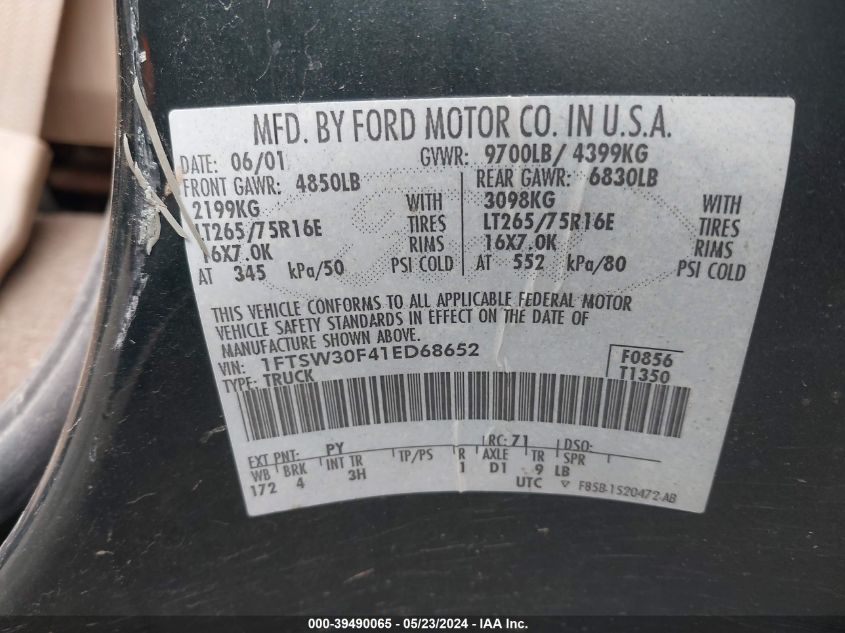 MFD. BY FORD MOTOR CO. IN U.S.A.
DATE: 06/01 GVWR: 9700LB/ 4399KG
FRONT GAWR: 4850LB REAR GAWR: 6830LB
2199KG WITH 3098KG WITH
LT265/75R16E TIRES LT265/75R16E TIRES
16X7.0K RIMS 16X7.0K RIMS
AT 345 kPa/50 PSI COLD AT 552 kPa/80 PSI COLD
THIS VEHICLE CONFORMS TO ALL APPLICABLE FEDERAL MOTOR
VEHICLE SAFETY STANDARDS IN EFFECT ON THE DATE OF
MANUFACTURE SHOWN ABOVE.
VIN: 1FTSW30F41ED68652 F0856
TYPE: TRUCK T1350
EXT PNT: PY RC: 71 DSO:
WB BRK INT TR TP/PS R AXLE TR SPR
172 4 3H 1 D1 9 LB
UTC ▽ F85B-1520472-AB
000-39490065 - 05/23/2024 - IAAI.com